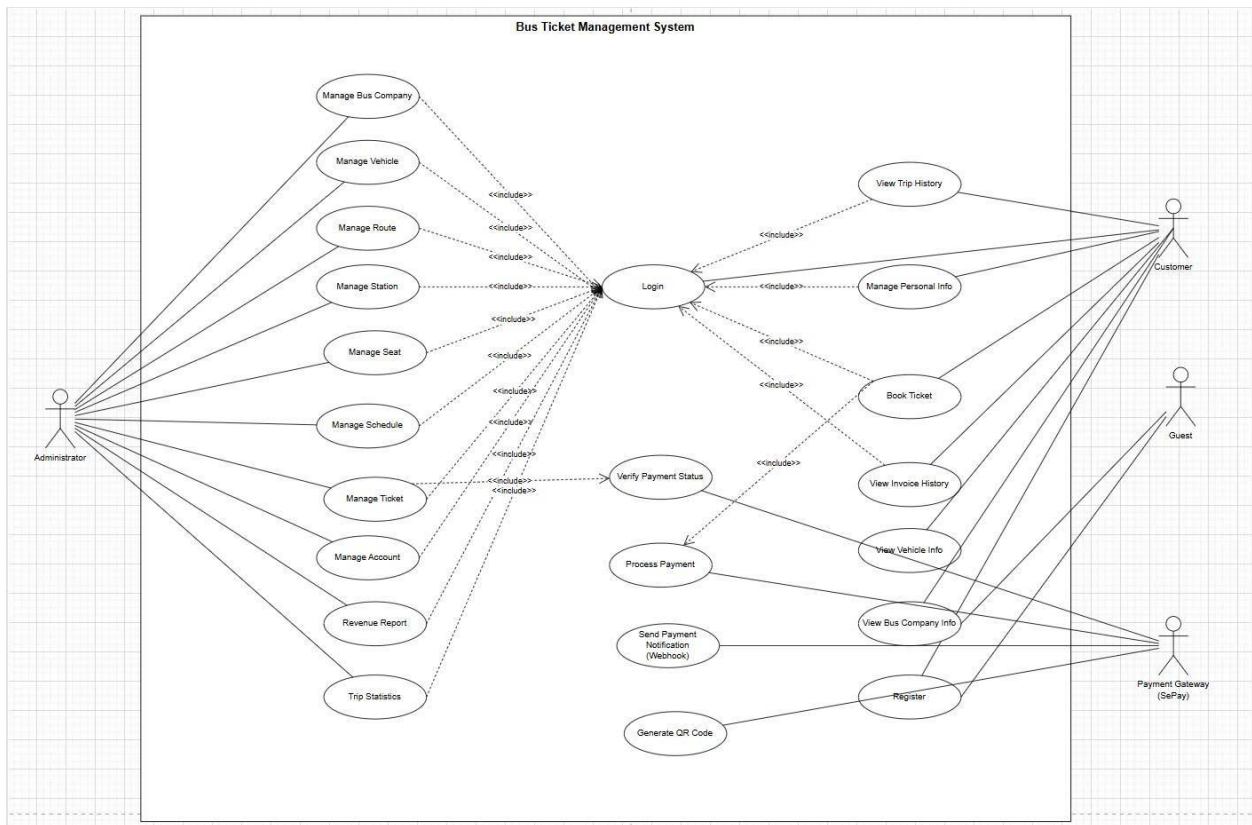 Bus Ticket Management System
Manage Bus Company
Manage Vehicle
View Trip History
<<include>>
Manage Route
<<include>>
<<include>>
<<include>>
Customer
Manage Station
<<include>>
Login
<<include>>
Manage Personal Info
<<include>>
Manage Seat
<<include>>
<<include>>
<<include>>
<<include>>
Book Ticket
Manage Schedule
<<include>>
Guest
Administrator
<<include>>
<<include>>
Verify Payment Status
<<include>>
<<include>>
View Invoice History
Manage Ticket
Manage Account
View Vehicle Info
Process Payment
Revenue Report
View Bus Company Info
Send Payment
Notification
(Webhook)
Payment Gateway
(SePay)
Trip Statistics
Register
Generate QR Code